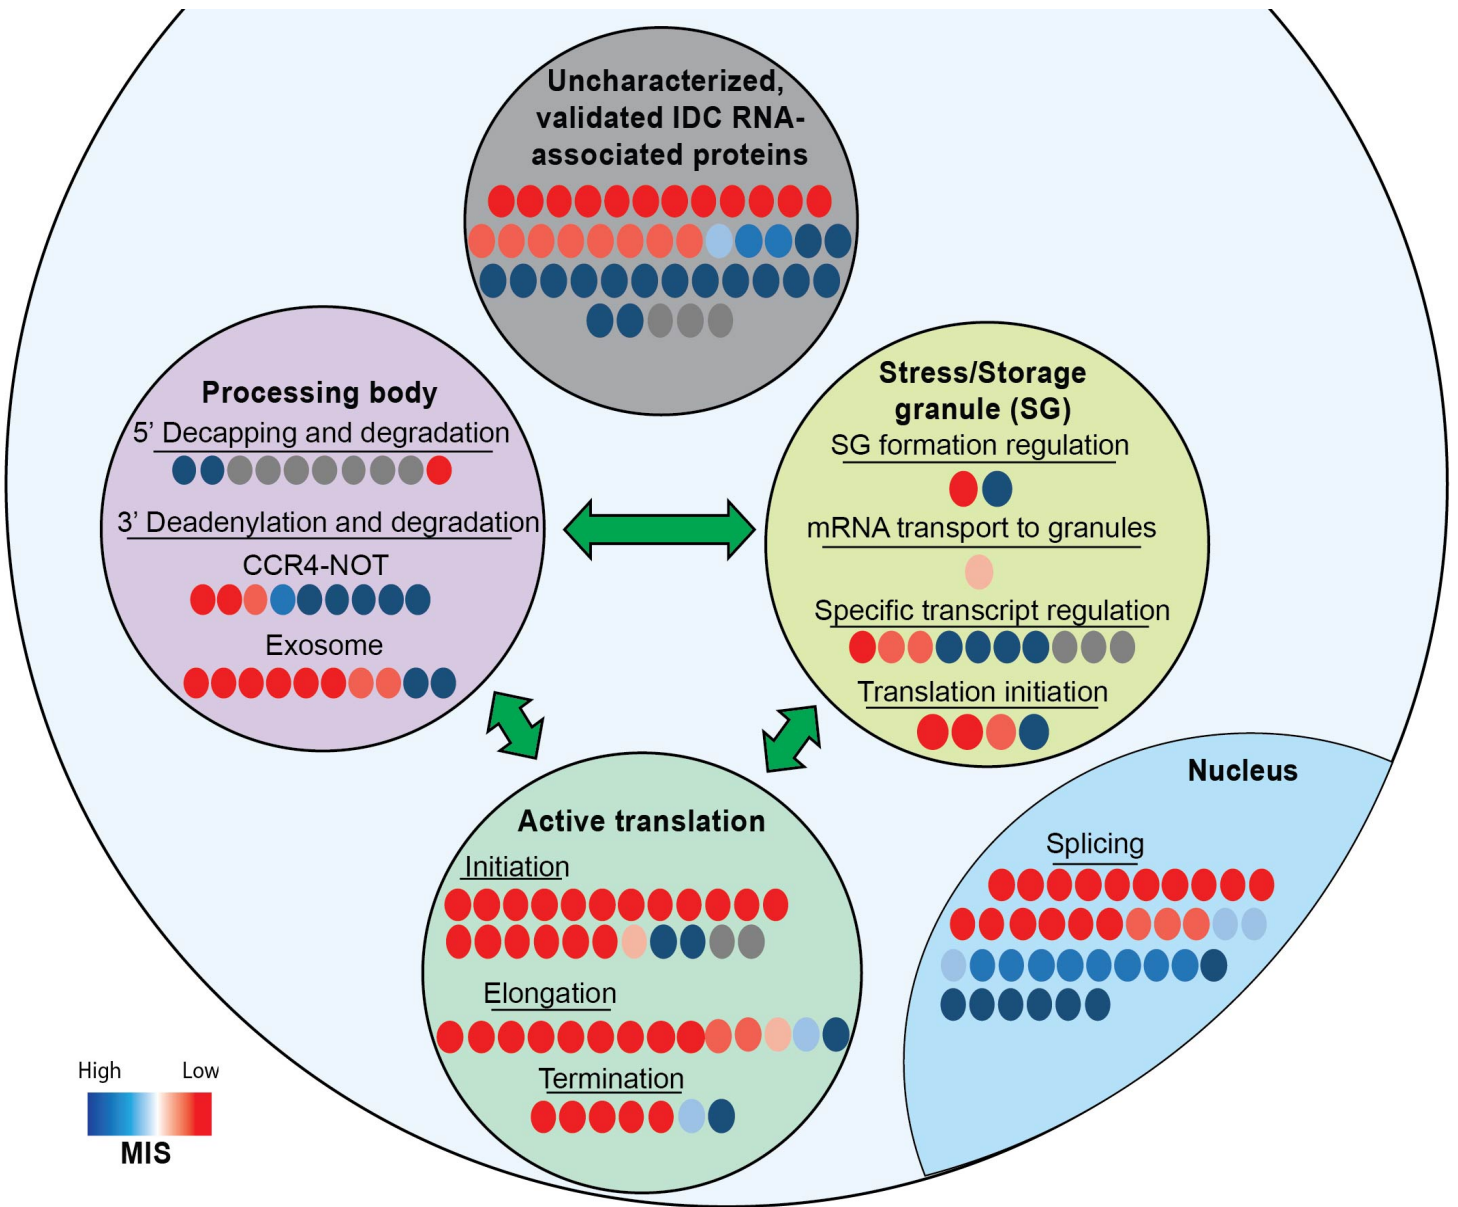 Uncharacterized,
validated IDC RNA-
associated proteins
Processing body
5’ Decapping and degradation
3’ Deadenylation and degradation
CCR4-NOT
Exosome
Stress/Storage
granule (SG)
SG formation regulation
mRNA transport to granules
Specific transcript regulation
Translation initiation
Active translation
Initiation
Elongation
Termination
Nucleus
Splicing
High Low
MIS